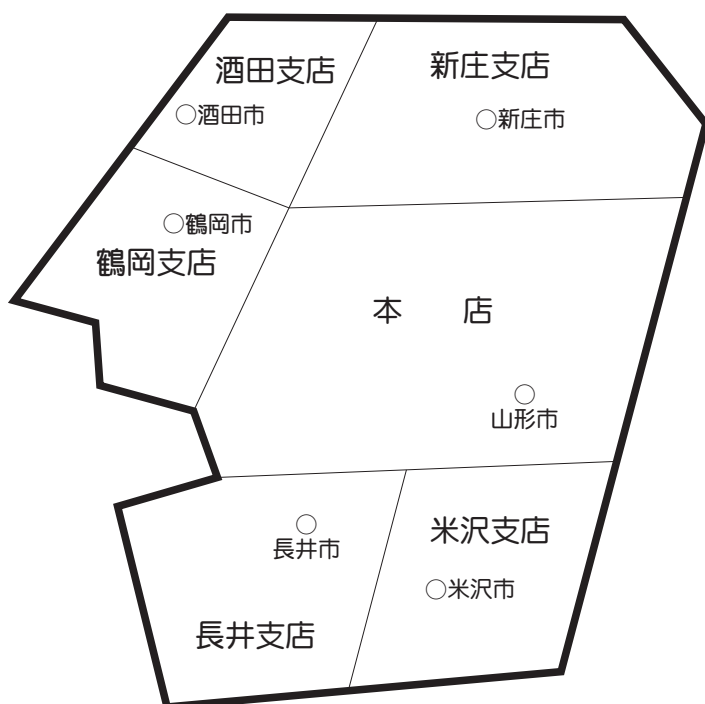 酒田支店
○酒田市
新庄支店
○新庄市
○鶴岡市
鶴岡支店
本　店
○
山形市
○
長井市
米沢支店
○米沢市
長井支店